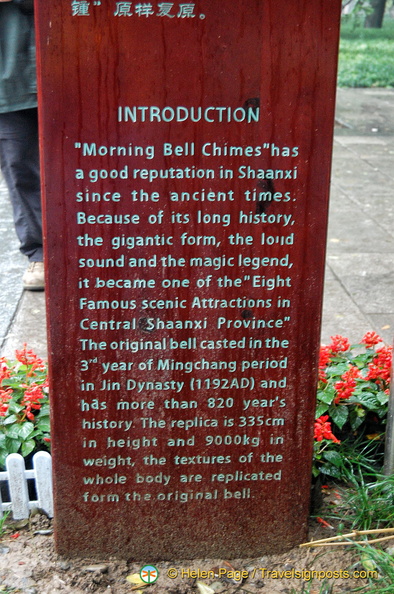 鐘”原样复原。
INTRODUCTION
"Morning Bell Chimes"has
a good reputation in Shaanxi
since the ancient times.
Because of its long history,
the gigantic form, the loud
sound and the magic legend,
it became one of the"Eight
Famous scenic Attractions in
Central Shaanxi Province"
The original bell casted in the
3rd year of Mingchang period
in Jin Dynasty (1192AD) and
has more than 820 year's
history. The replica is 335cm
in height and 9000kg in
weight, the textures of the
whole body are replicated
form the original bell.
© Helen Page / Travelsignposts.com